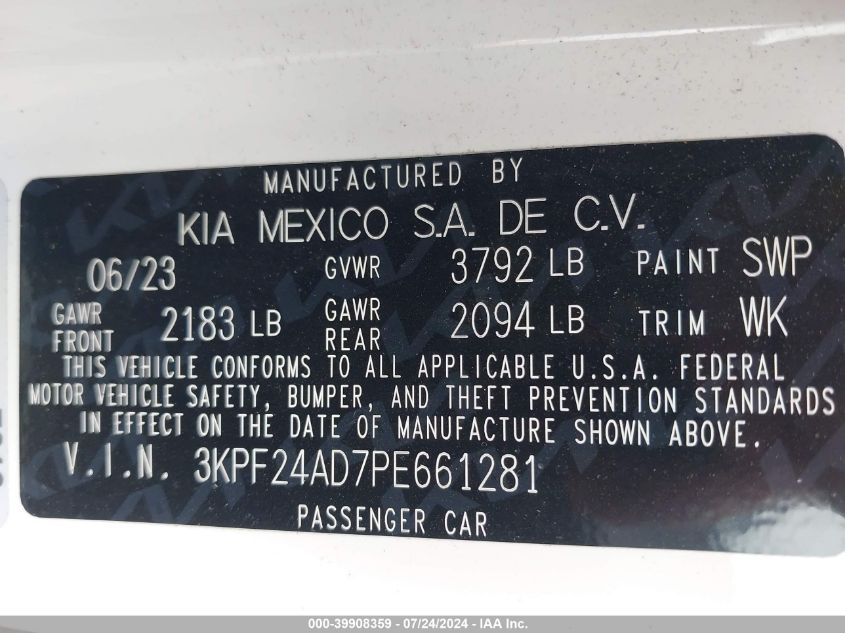 MANUFACTURED BY
KIA MEXICO S.A. DE C.V.
06/23 GVWR 3792 LB PAINT SWP
GAWR FRONT 2183 LB GAWR REAR 2094 LB TRIM WK
THIS VEHICLE CONFORMS TO ALL APPLICABLE U.S.A. FEDERAL
MOTOR VEHICLE SAFETY, BUMPER, AND THEFT PREVENTION STANDARDS
IN EFFECT ON THE DATE OF MANUFACTURE SHOWN ABOVE.
V.I.N. 3KPF24AD7PE661281
PASSENGER CAR
000-39908359 - 07/24/2024 - IAA Inc.